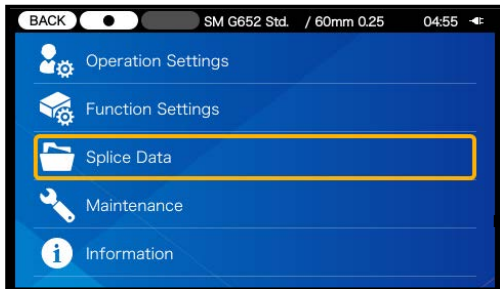 BACK SM G652 Std. / 60mm 0.25 04:55
Operation Settings
Function Settings
Splice Data
Maintenance
Information